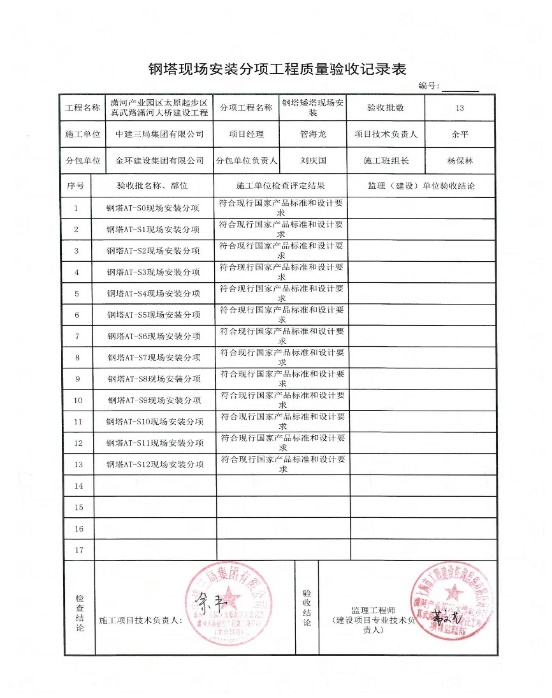 钢塔现场安装分项工程质量验收记录表
编号:
工程名称 潇河产业园区太原起步区真武路潇河大桥建设工程 分项工程名称 钢塔烯塔现场安装 验收批数 13
施工单位 中建三局集团有限公司 项目经理 管海龙 项目技术负责人 余平
分包单位 金环建设集团有限公司 分包单位负责人 刘庆国 施工班组长 杨保林
序号 验收批名称、部位 施工单位检查评定结果 监理（建设）单位验收结论
1 钢塔AT-S0现场安装分项 符合现行国家产品标准和设计要求
2 钢塔AT-S1现场安装分项 符合现行国家产品标准和设计要求
3 钢塔AT-S2现场安装分项 符合现行国家产品标准和设计要求
4 钢塔AT-S3现场安装分项 符合现行国家产品标准和设计要求
5 钢塔AT-S4现场安装分项 符合现行国家产品标准和设计要求
6 钢塔AT-S5现场安装分项 符合现行国家产品标准和设计要求
7 钢塔AT-S6现场安装分项 符合现行国家产品标准和设计要求
8 钢塔AT-S7现场安装分项 符合现行国家产品标准和设计要求
9 钢塔AT-S8现场安装分项 符合现行国家产品标准和设计要求
10 钢塔AT-S9现场安装分项 符合现行国家产品标准和设计要求
11 钢塔AT-S10现场安装分项 符合现行国家产品标准和设计要求
12 钢塔AT-S11现场安装分项 符合现行国家产品标准和设计要求
13 钢塔AT-S12现场安装分项 符合现行国家产品标准和设计要求
14
15
16
17
检查结论 施工项目技术负责人: 余平
三局集团有限公司
验收结论 监理工程师
（建设项目专业技术负责人）